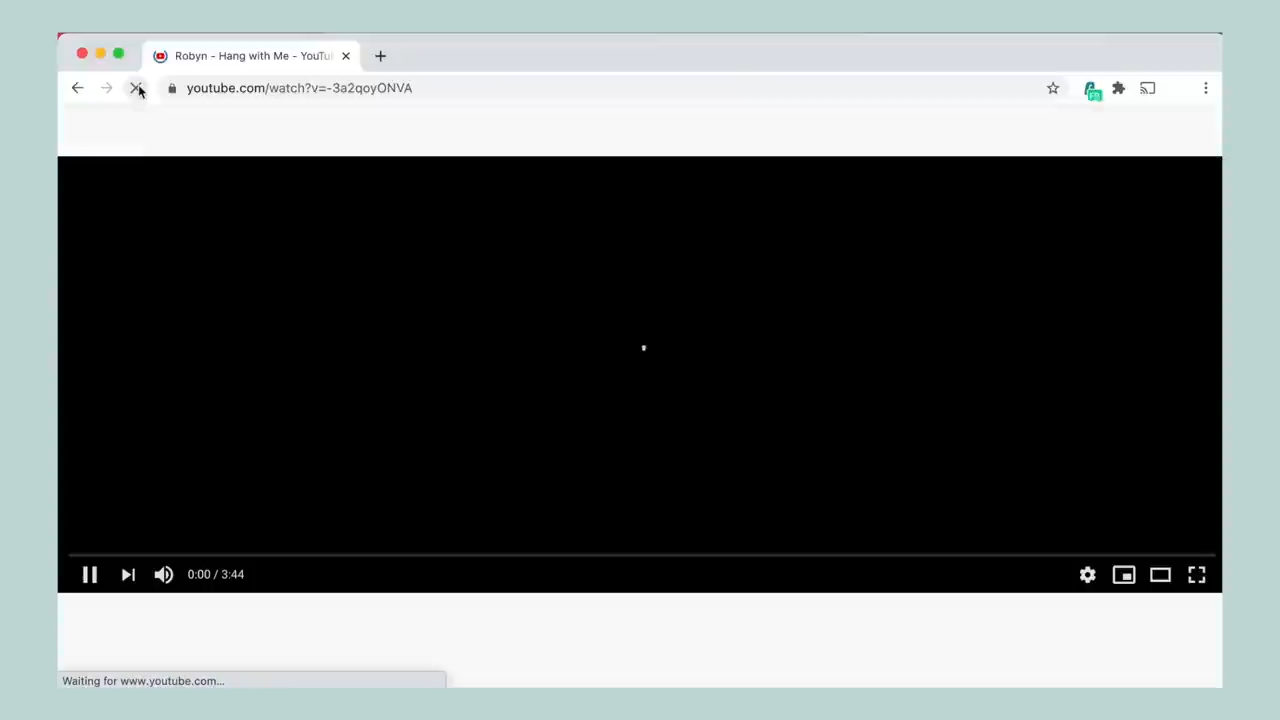 Robyn - Hang with Me - YouTu
youtube.com/watch?v=-3a2qoyONVA
0:00 / 3:44
Waiting for www.youtube.com...